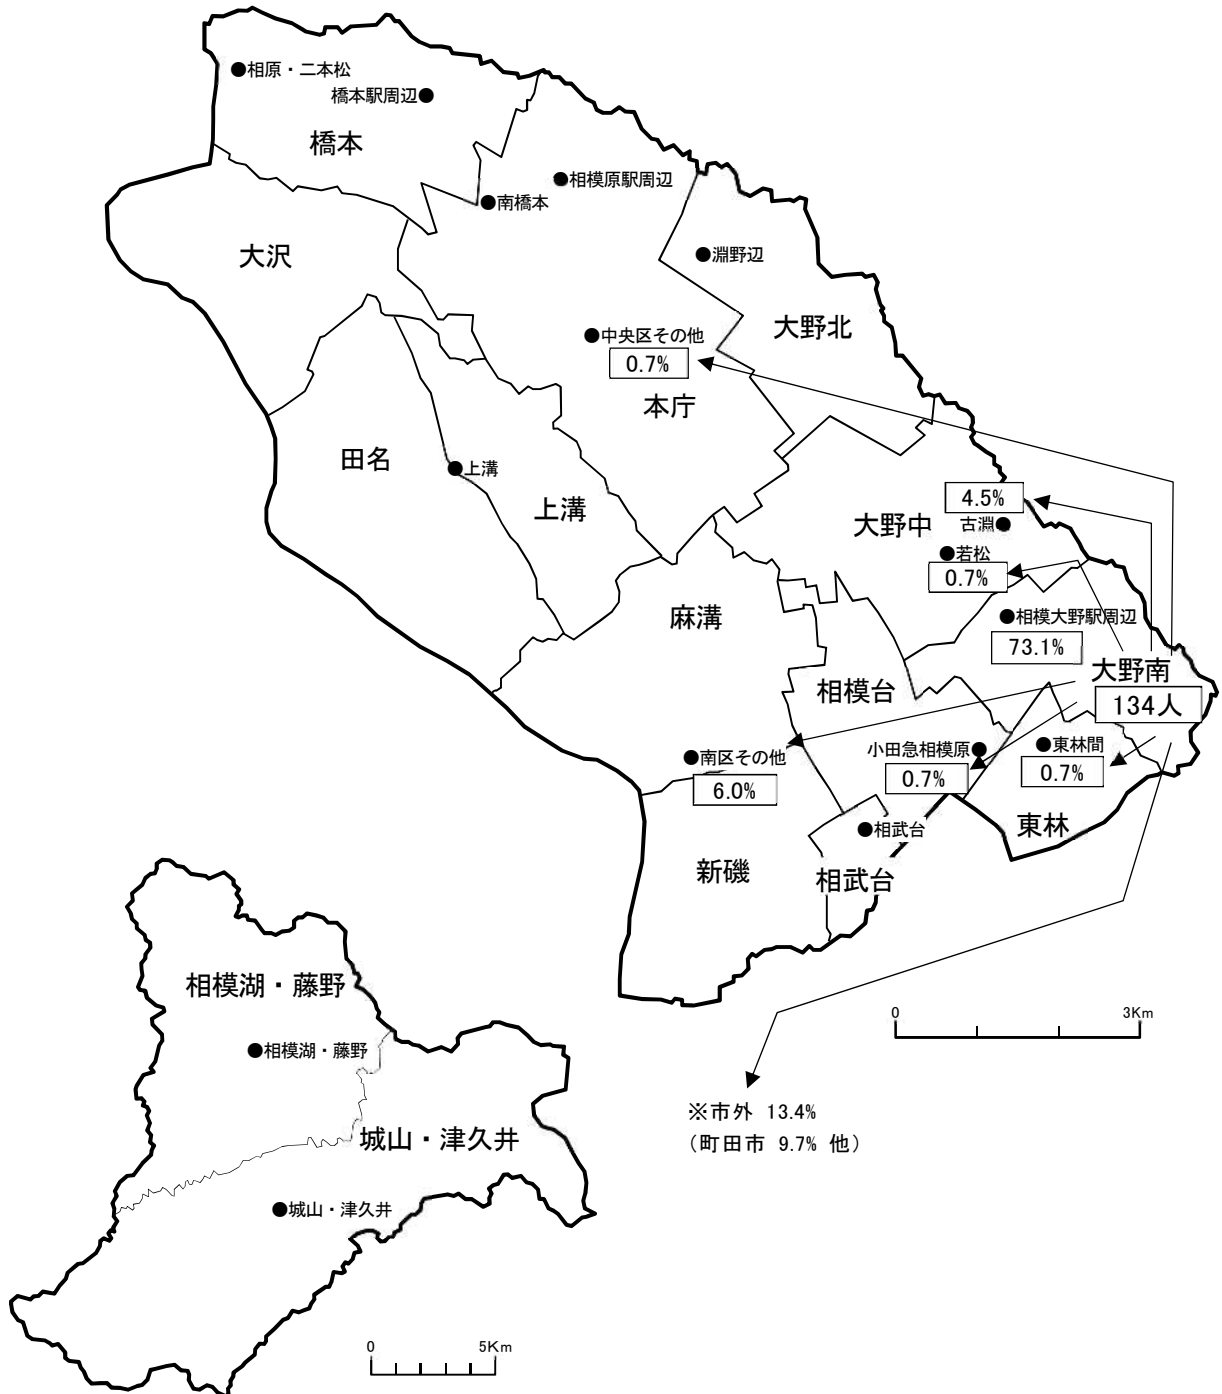 ●相原・二本松
橋本駅周辺●
橋本
●相模原駅周辺
●南橋本
大沢
●淵野辺
大野北
●中央区その他
0.7%
本庁
田名
●上溝
上溝
4.5%
大野中
古淵●
●若松
0.7%
麻溝
●相模大野駅周辺
73.1%
大野南
134人
相模台
●南区その他
6.0%
小田急相模原●
0.7%
●東林間
0.7%
東林
●相武台
相武台
新磯
相模湖・藤野
●相模湖・藤野
0 3Km
※市外 13.4%
(町田市 9.7% 他)
城山・津久井
●城山・津久井
0 5Km